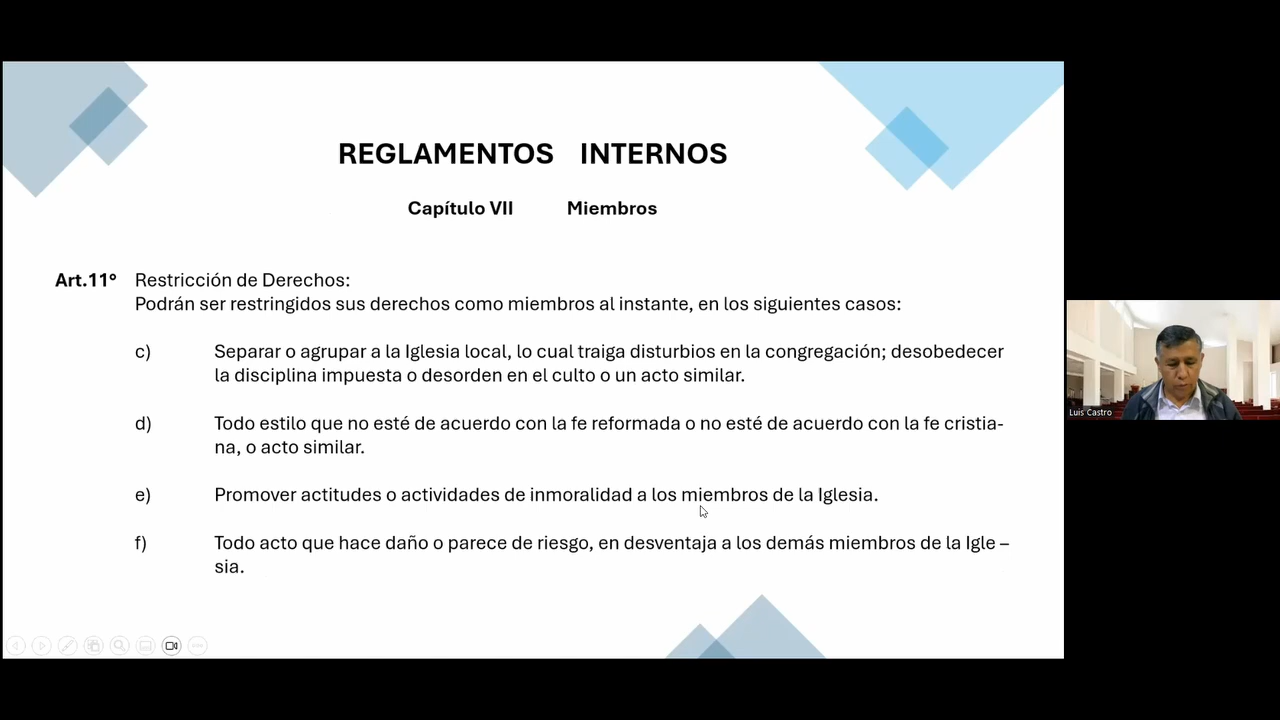 REGLAMENTOS INTERNOS
Capítulo VII Miembros
Art.11° Restricción de Derechos:
Podrán ser restringidos sus derechos como miembros al instante, en los siguientes casos:
c) Separar o agrupar a la Iglesia local, lo cual traiga disturbios en la congregación; desobedecer
la disciplina impuesta o desorden en el culto o un acto similar.
d) Todo estilo que no esté de acuerdo con la fe reformada o no esté de acuerdo con la fe cristia-
na, o acto similar.
e) Promover actitudes o actividades de inmoralidad a los miembros de la Iglesia.
f) Todo acto que hace daño o parece de riesgo, en desventaja a los demás miembros de la Igle –
sia.
Luis Castro